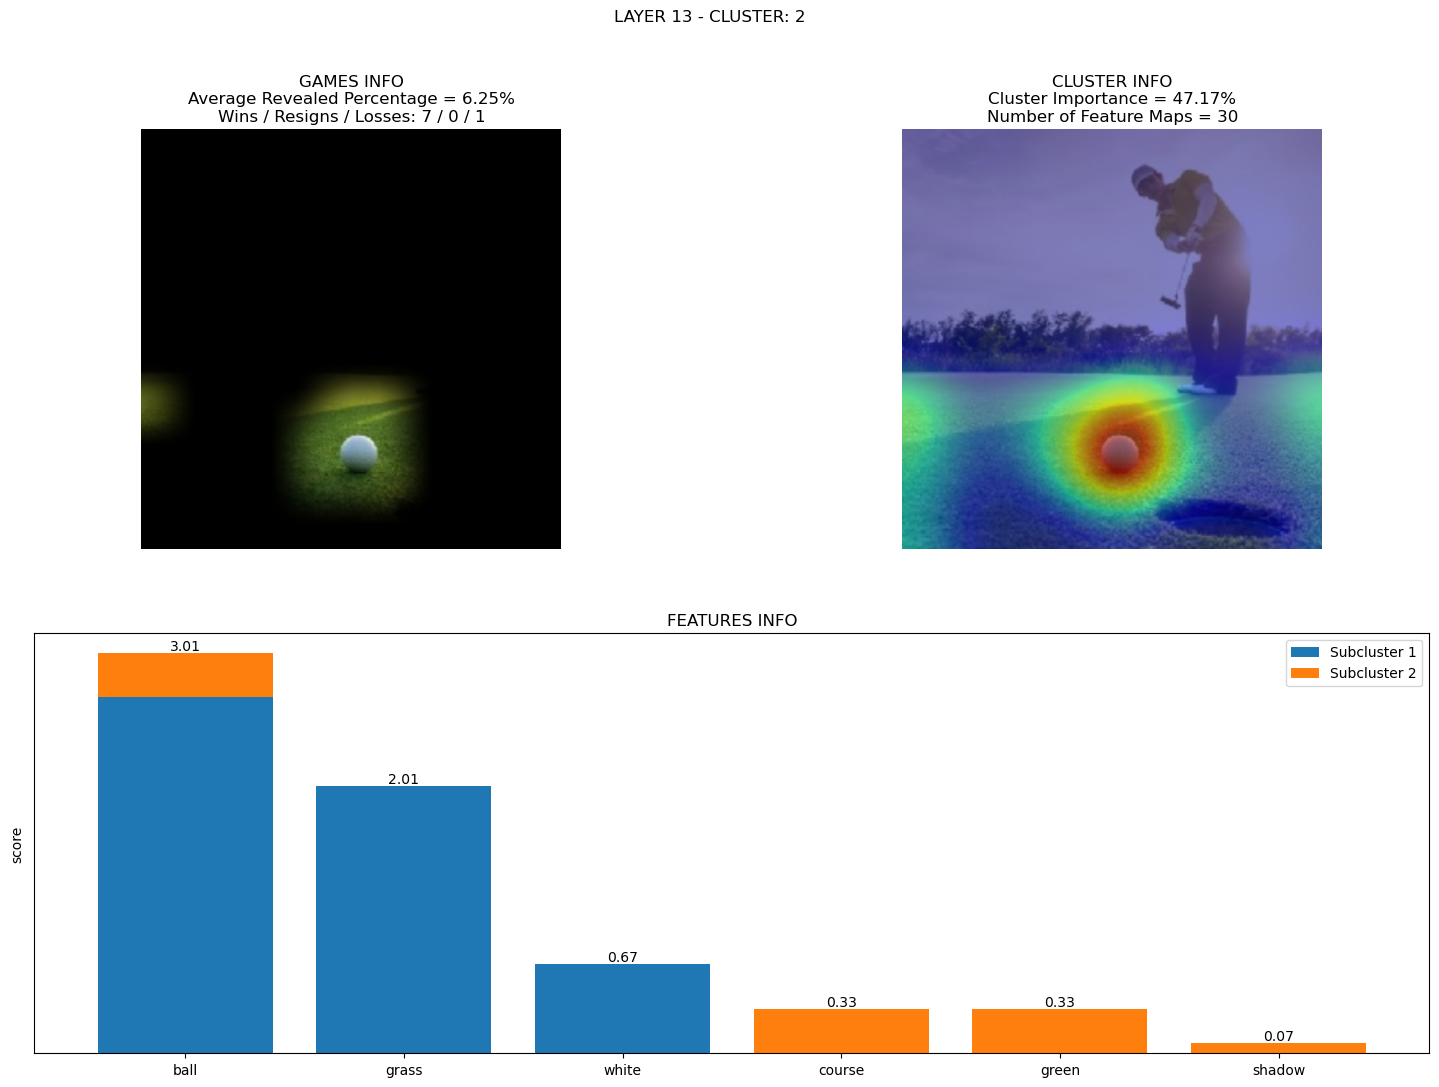 LAYER 13 - CLUSTER: 2
GAMES INFO
Average Revealed Percentage = 6.25%
Wins / Resigns / Losses: 7 / 0 / 1
CLUSTER INFO
Cluster Importance = 47.17%
Number of Feature Maps = 30
FEATURES INFO
Subcluster 1
Subcluster 2
score
3.01
2.01
0.67
0.33
0.33
0.07
ball
grass
white
course
green
shadow